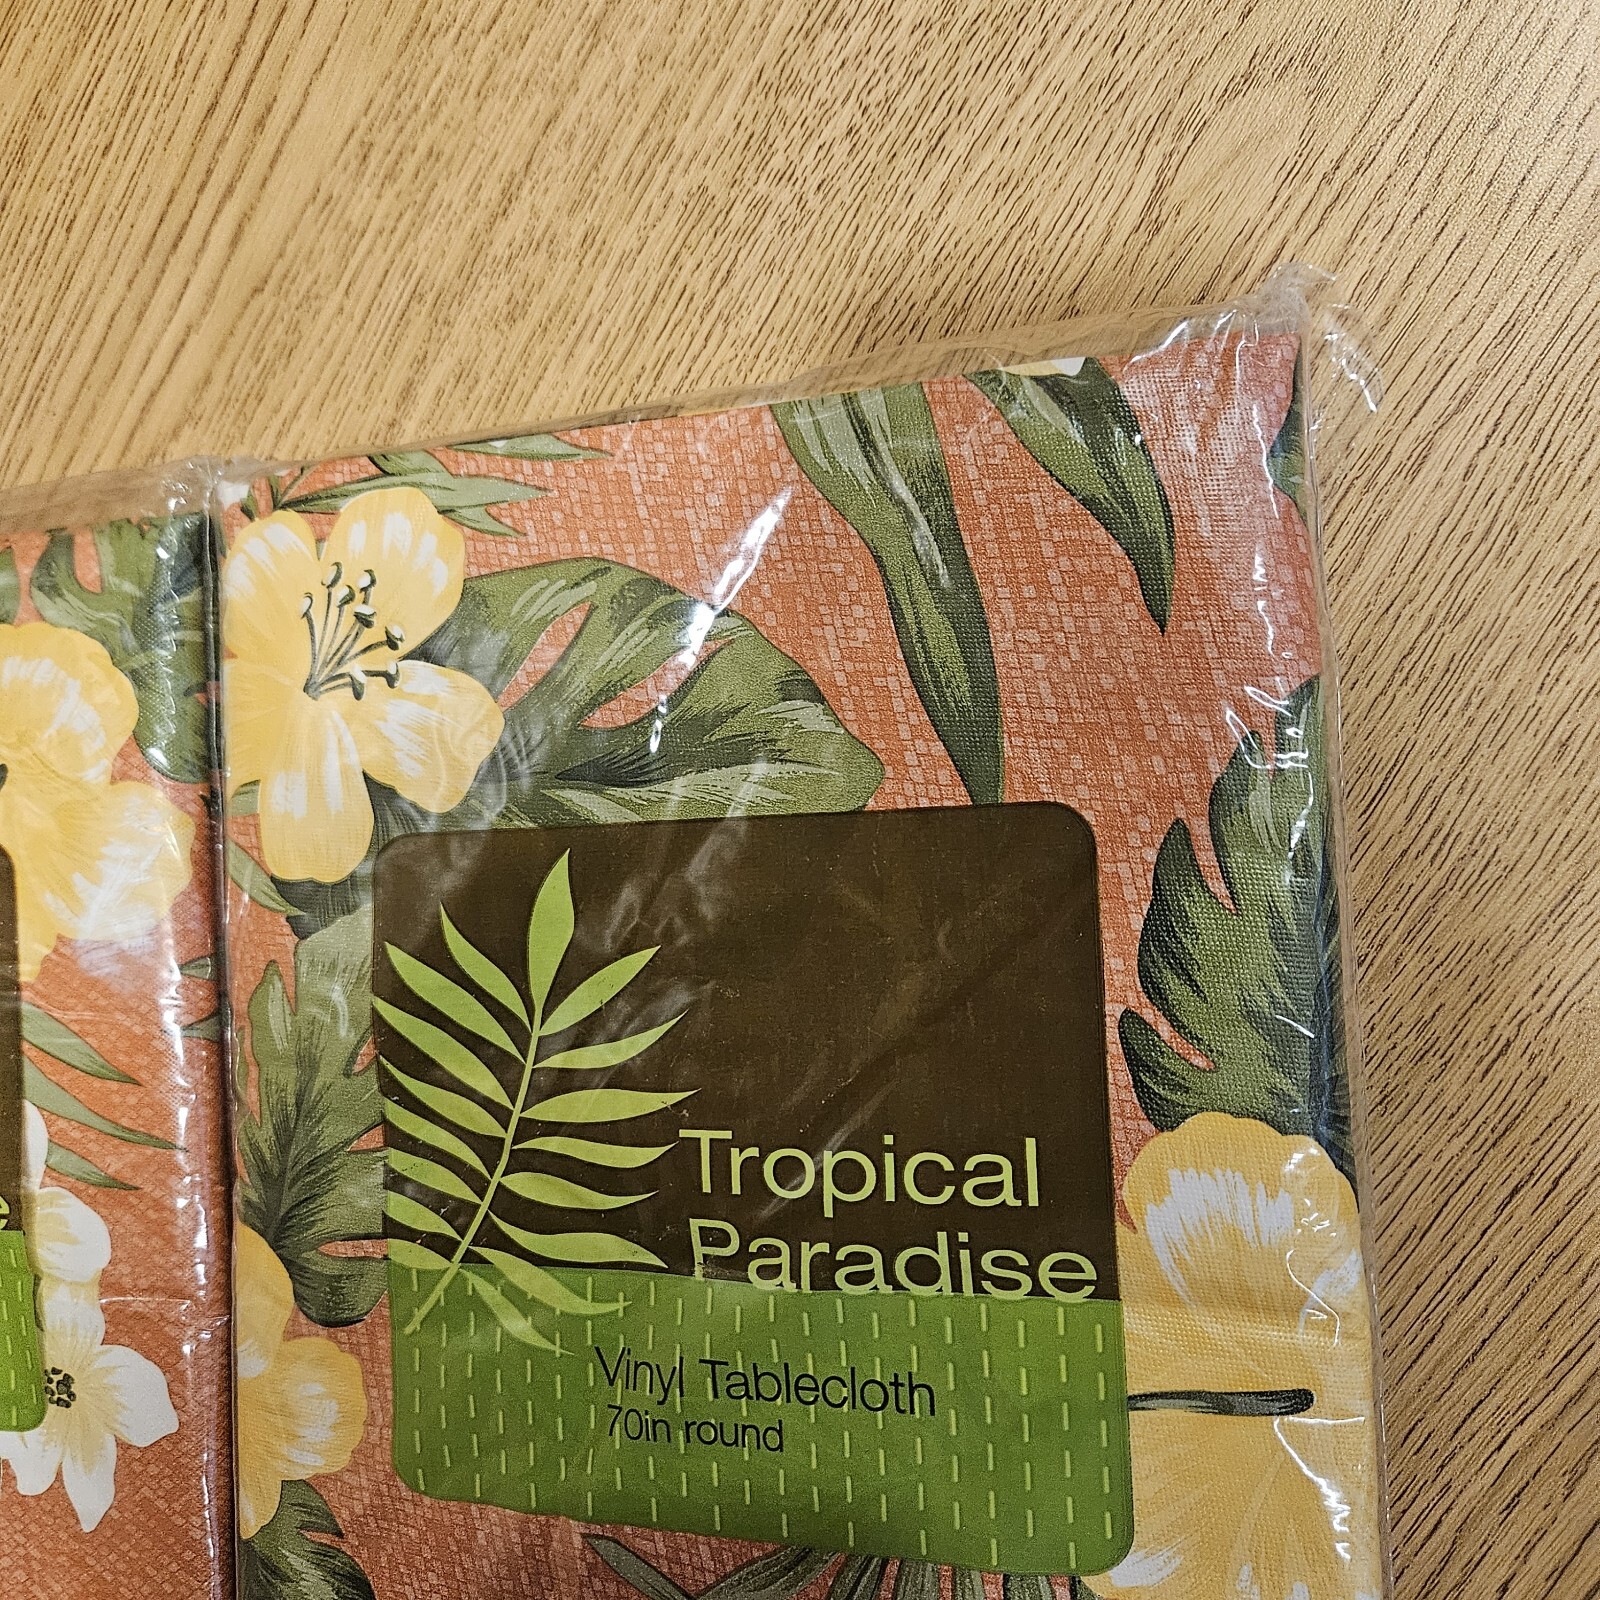 Tropical
Paradise
Vinyl Tablecloth
70in round